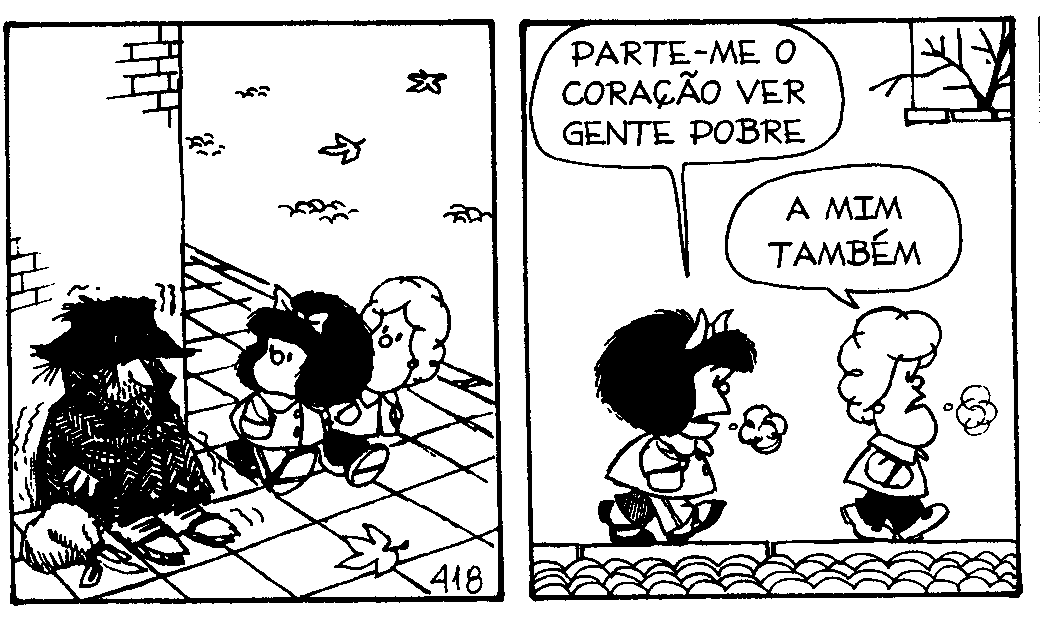 418
PARTE-ME O
CORAÇÃO VER
GENTE POBRE
A MIM
TAMBÉM